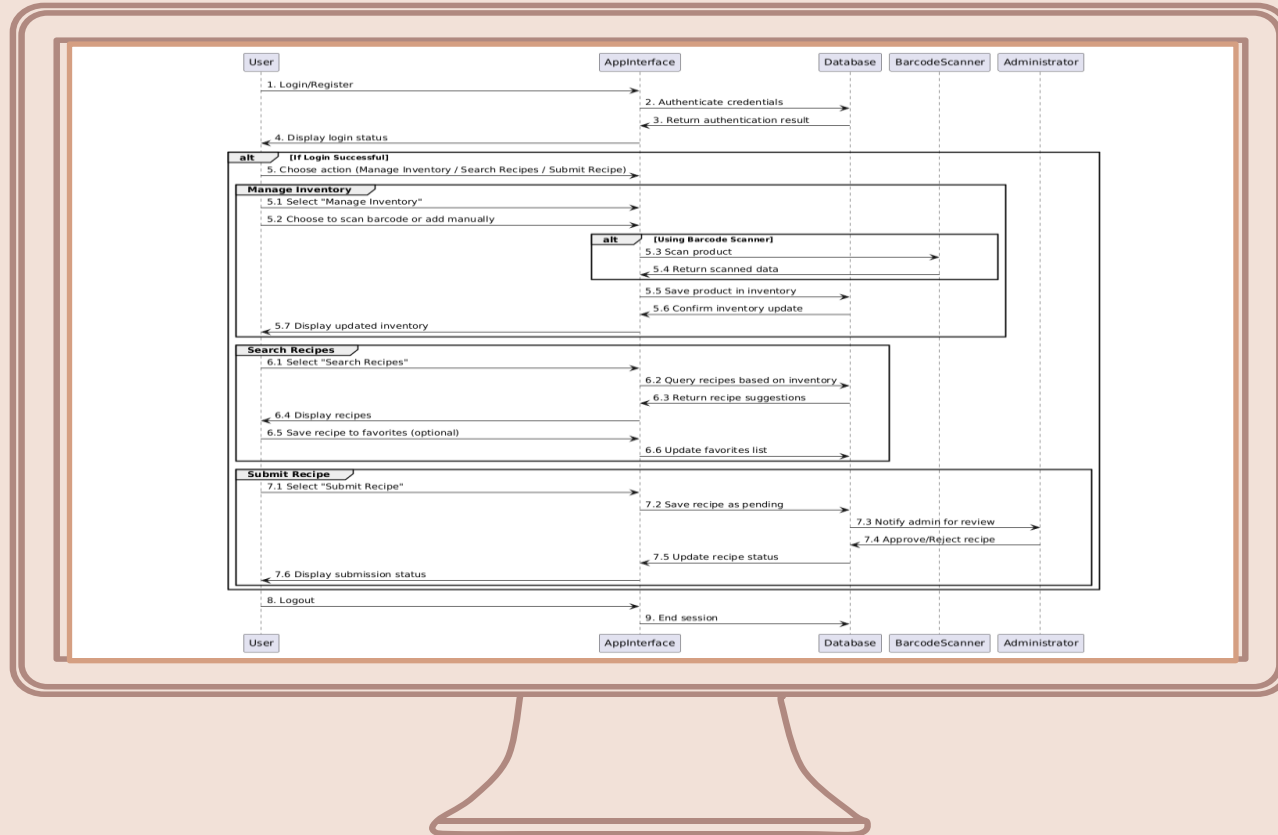 User AppInterface Database BarcodeScanner Administrator
1. Login/Register
2. Authenticate credentials
3. Return authentication result
4. Display login status
alt [If Login Successful]
5. Choose action (Manage Inventory / Search Recipes / Submit Recipe)
Manage Inventory
5.1 Select "Manage Inventory"
5.2 Choose to scan barcode or add manually
alt [Using Barcode Scanner]
5.3 Scan product
5.4 Return scanned data
5.5 Save product in inventory
5.6 Confirm inventory update
5.7 Display updated inventory
Search Recipes
6.1 Select "Search Recipes"
6.2 Query recipes based on inventory
6.3 Return recipe suggestions
6.4 Display recipes
6.5 Save recipe to favorites (optional)
6.6 Update favorites list
Submit Recipe
7.1 Select "Submit Recipe"
7.2 Save recipe as pending
7.3 Notify admin for review
7.4 Approve/Reject recipe
7.5 Update recipe status
7.6 Display submission status
8. Logout
9. End session
User AppInterface Database BarcodeScanner Administrator